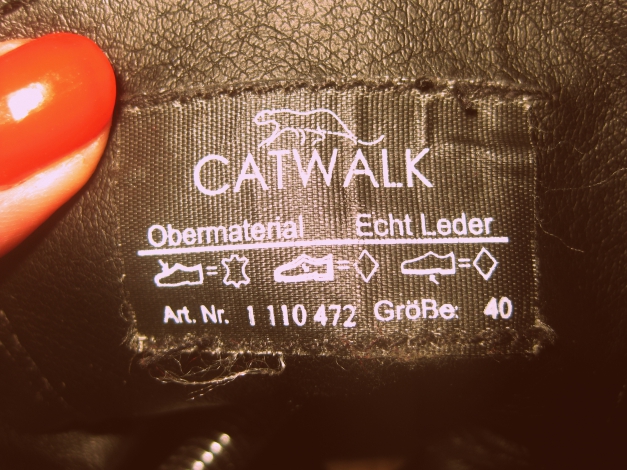 CATWALK
Obermaterial Echt Leder
= = =
Art. Nr. 1 110 472 Größe: 40